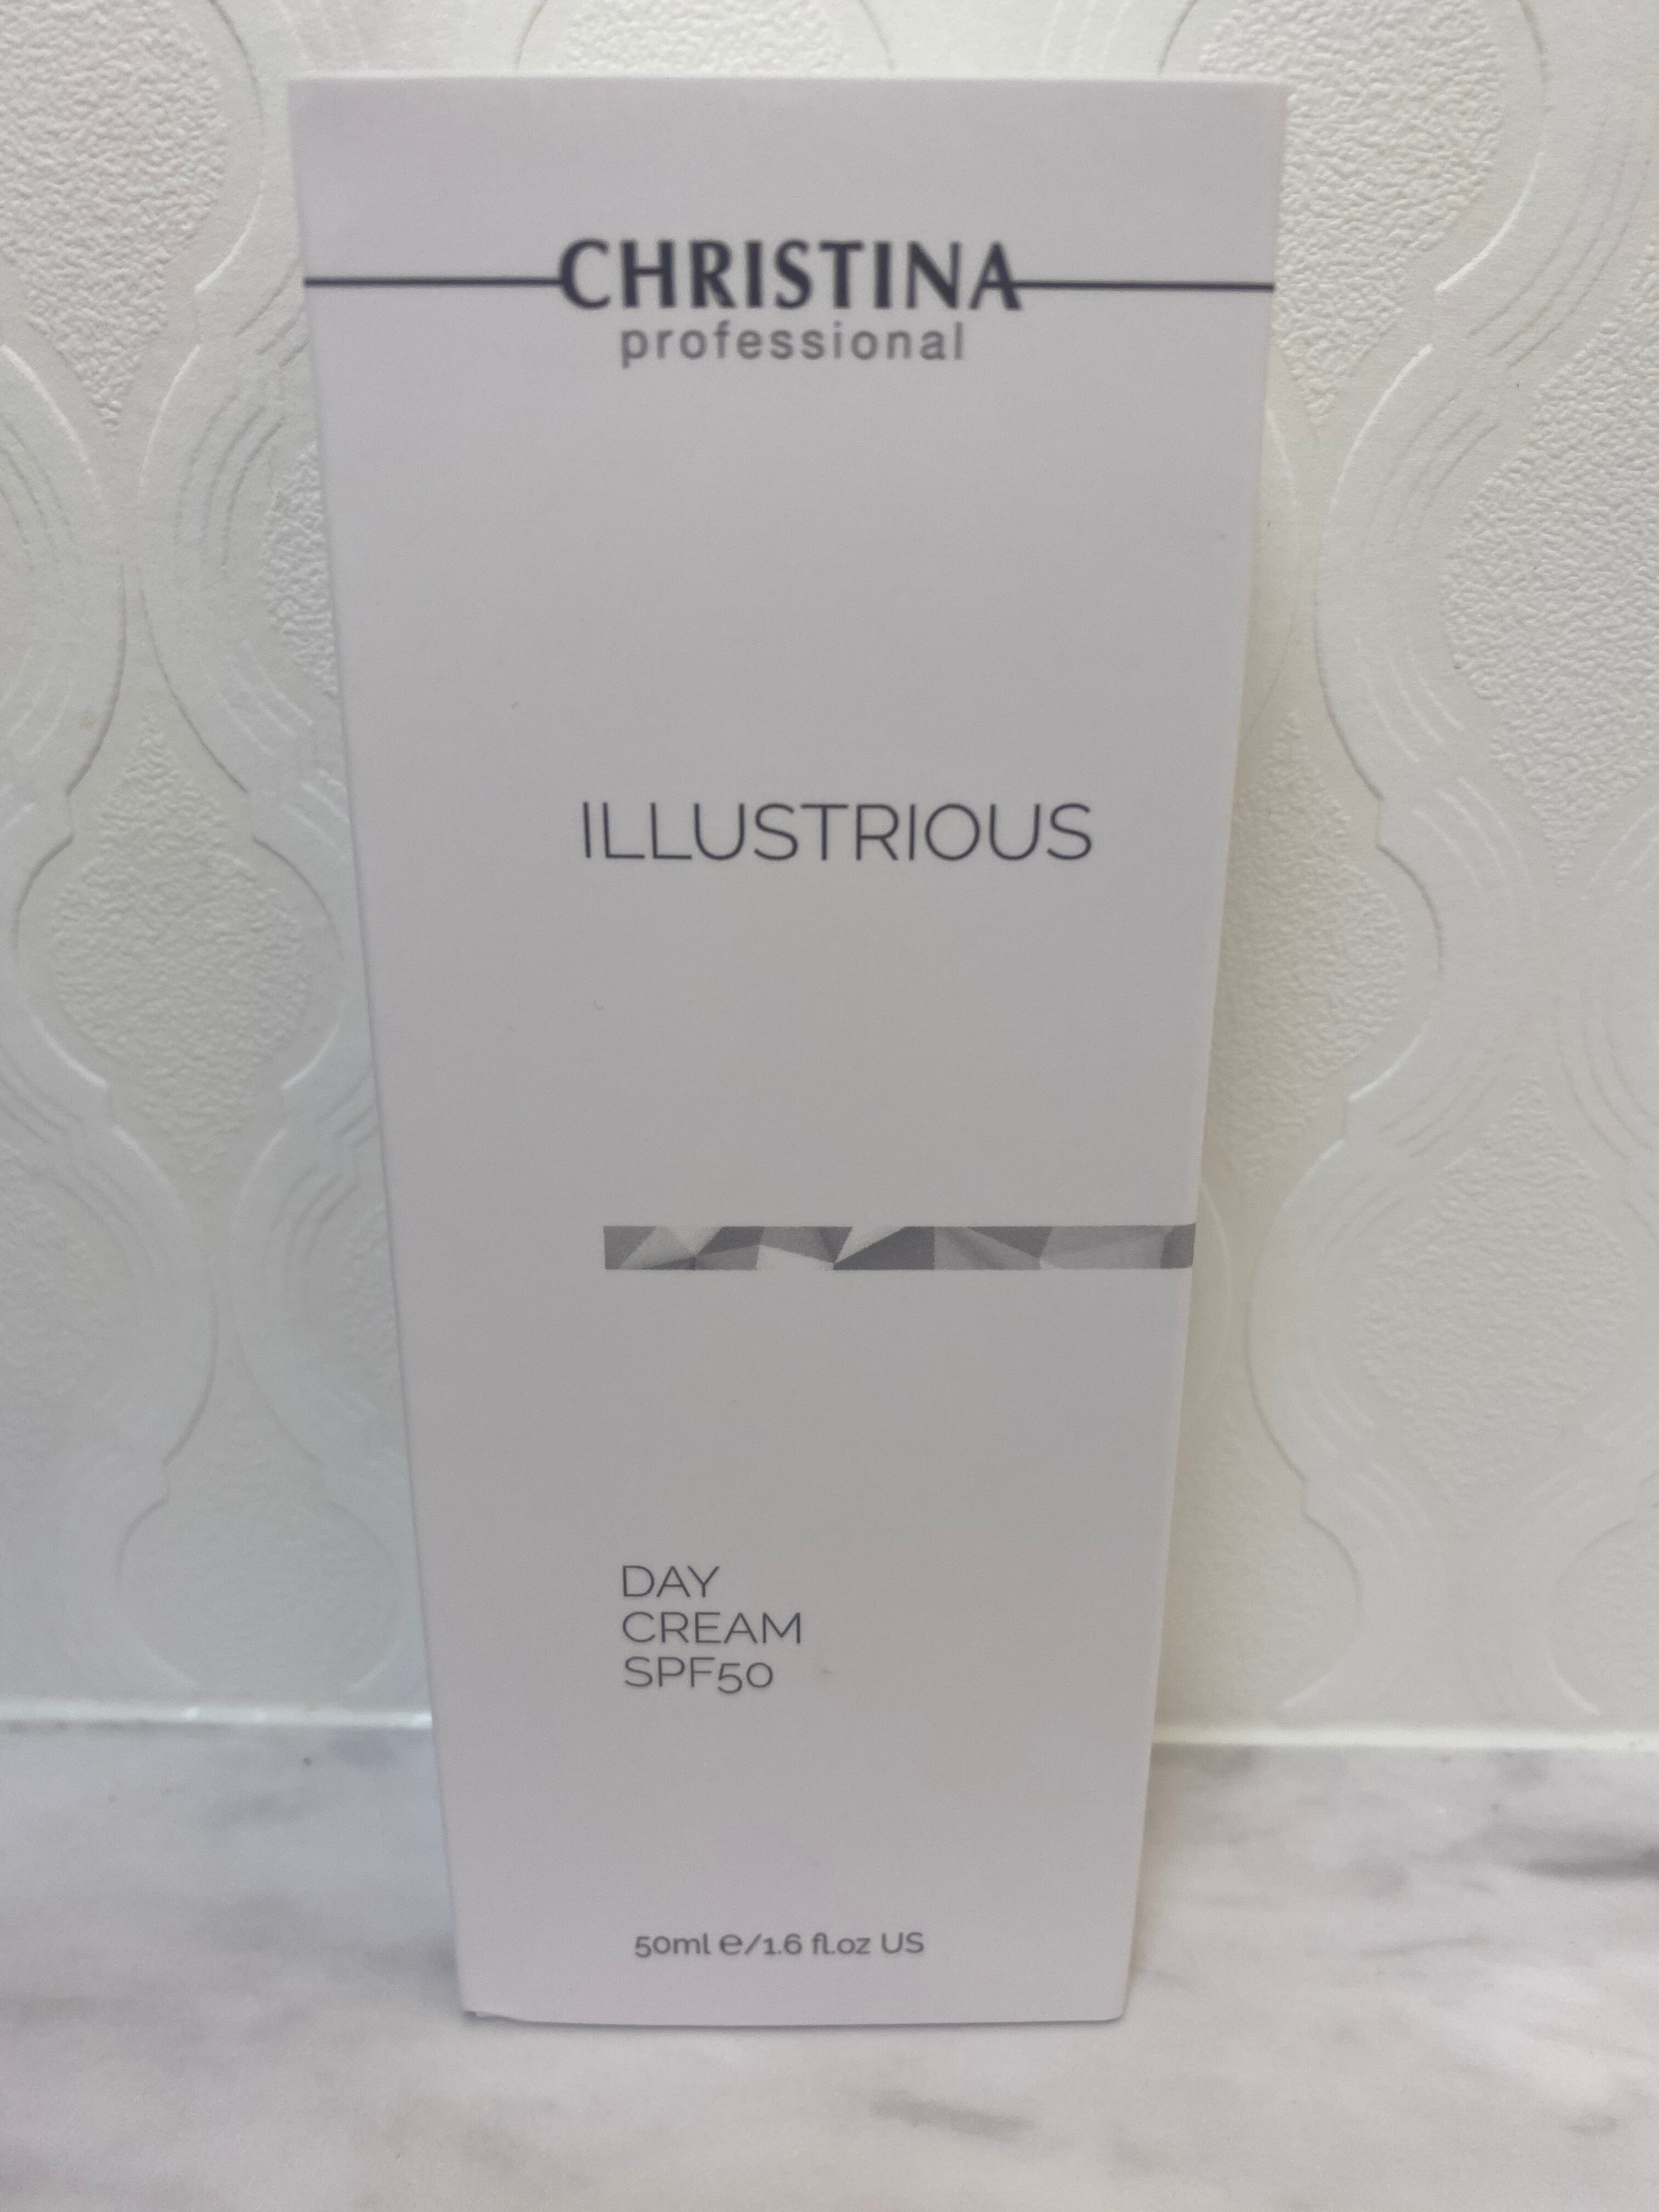 CHRISTINA
professional
ILLUSTRIOUS
DAY
CREAM
SPF50
50ml e/1.6 fl.oz US